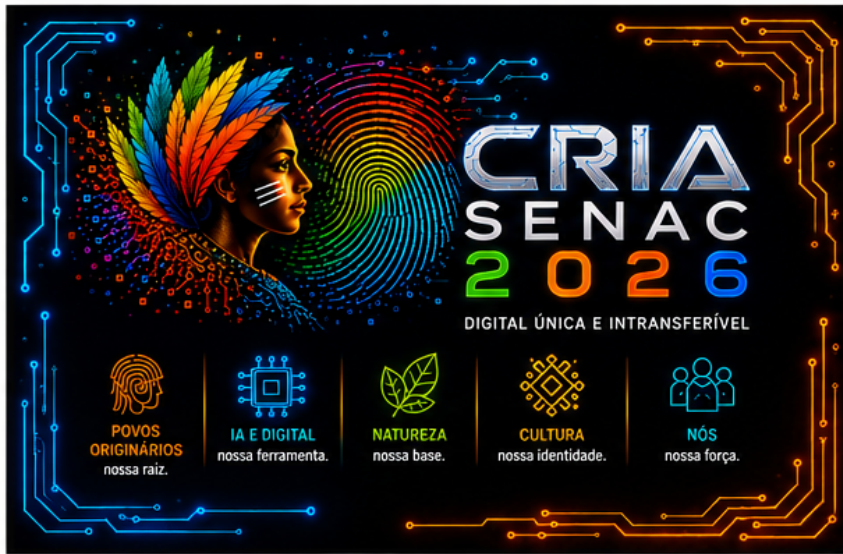 CRIA
SENAC
2026
DIGITAL ÚNICA E INTRANSFERÍVEL
POVOS
ORIGINÁRIOS
nossa raiz.
IA E DIGITAL
nossa ferramenta.
NATUREZA
nossa base.
CULTURA
nossa identidade.
NÓS
nossa força.